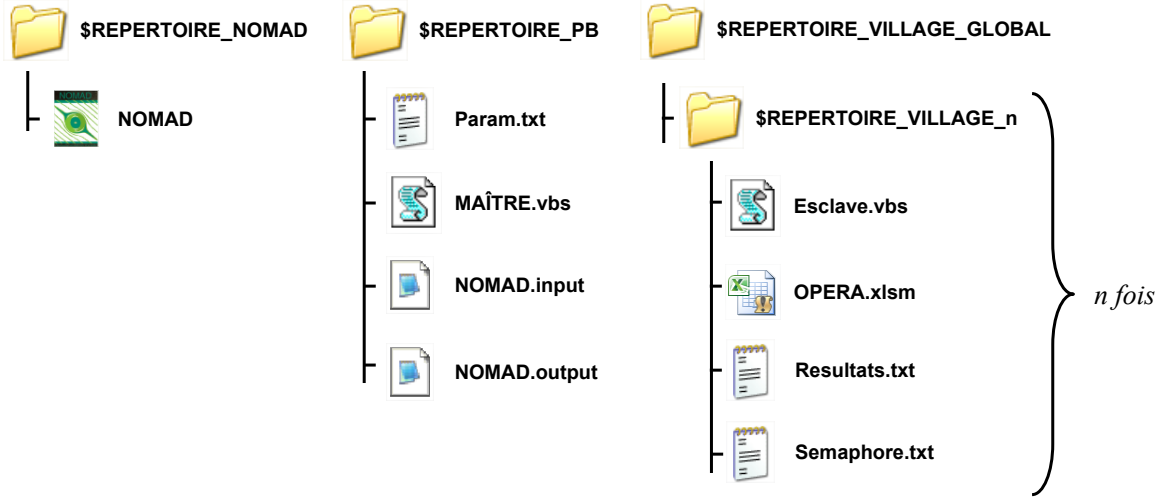 $REPERTOIRE_NOMAD
NOMAD
NOMAD
$REPERTOIRE_PB
Param.txt
MAÎTRE.vbs
NOMAD.input
NOMAD.output
$REPERTOIRE_VILLAGE_GLOBAL
$REPERTOIRE_VILLAGE_n
Esclave.vbs
OPERA.xlsm
Resultats.txt
Semaphore.txt
n fois